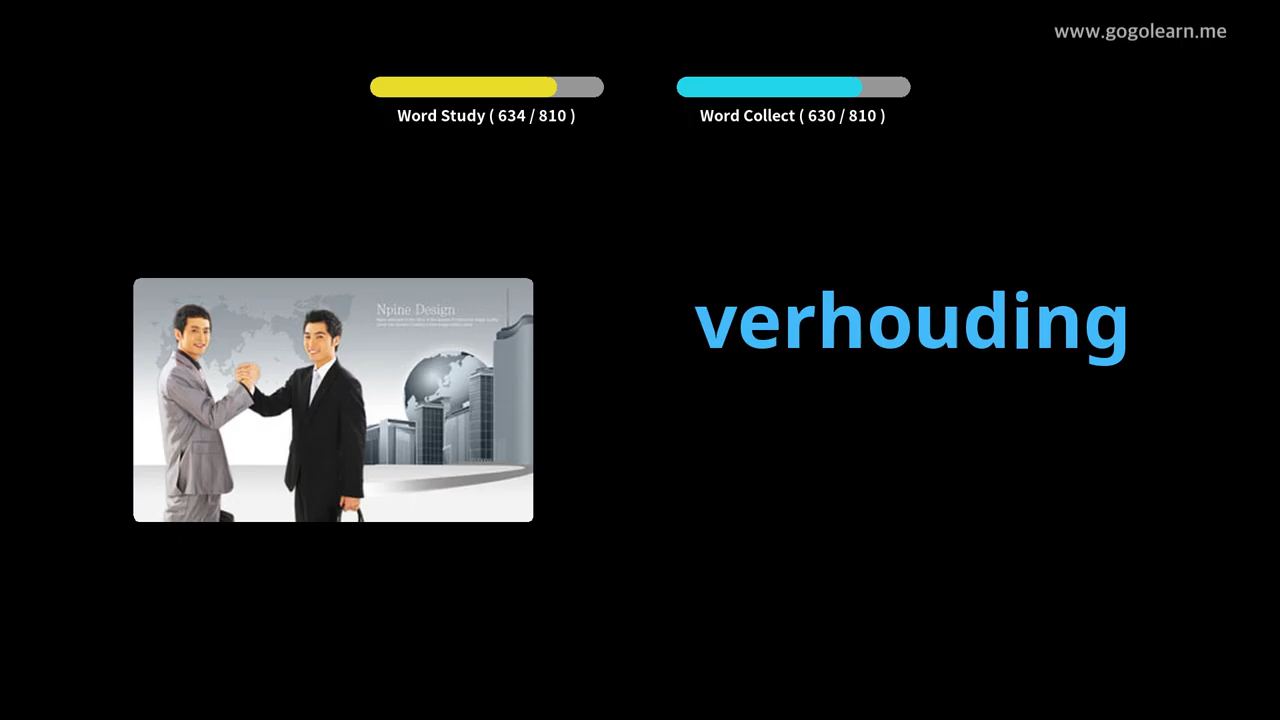 www.gogolearn.me
Word Study ( 634 / 810 )
Word Collect ( 630 / 810 )
Npine Design
verhouding